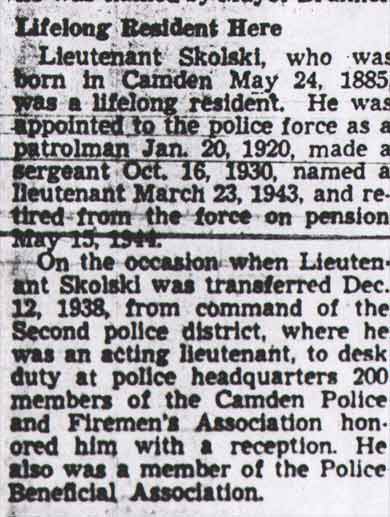 Lifelong Resident Here
Lieutenant Skolski, who was
born in Camden May 24, 1885,
was a lifelong resident. He was
appointed to the police force as a
patrolman Jan. 20, 1920, made a
sergeant Oct. 16, 1930, named a
lieutenant March 23, 1943, and re-
tired from the force on pension
May 15, 1944.
On the occasion when Lieuten-
ant Skolski was transferred Dec.
12, 1938, from command of the
Second police district, where he
was an acting lieutenant, to desk
duty at police headquarters 200
members of the Camden Police
and Firemen's Association hon-
ored him with a reception. He
also was a member of the Police
Beneficial Association.